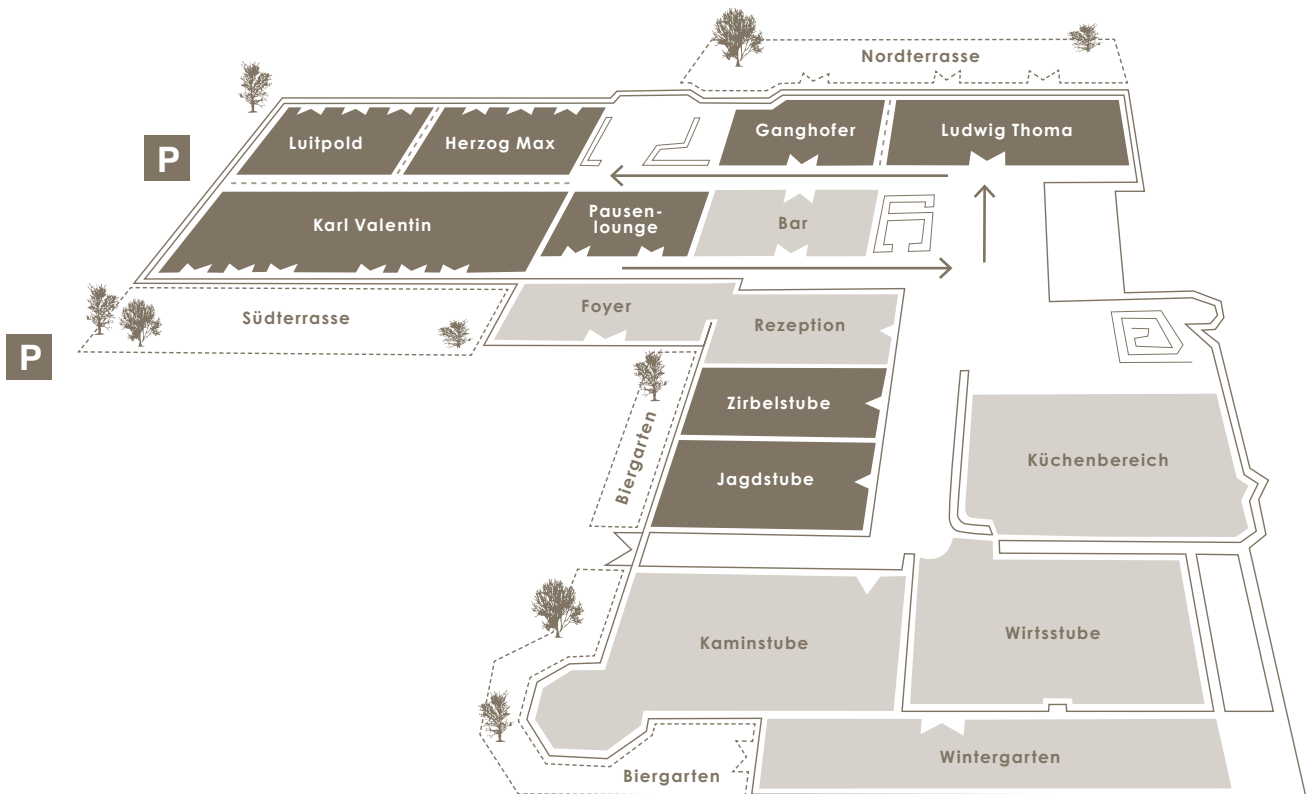 Nordterrasse
Luitpold
Herzog Max
Ganghofer
Ludwig Thoma
P
Karl Valentin
Pausen-
lounge
Bar
Südterrasse
Foyer
Rezeption
P
Zirbelstube
Biergarten
Jagdstube
Küchenbereich
Kaminstube
Wirtsstube
Wintergarten
Biergarten